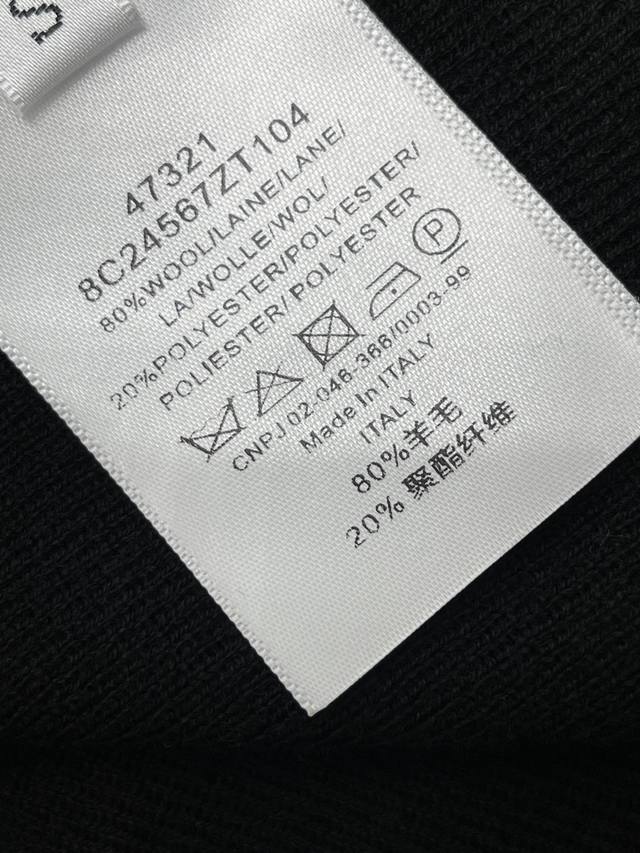 S
47321
8C24567ZT104
80%WOOL/LAINE/LANE/
LA/WOLLE/WOL/
20%POLYESTER/POLYESTER/
POLIESTER/ POLYESTER
P
CNPJ 02-046-366/0003-99
Made In ITALY
ITALY
80%羊毛
20% 聚酯纤维